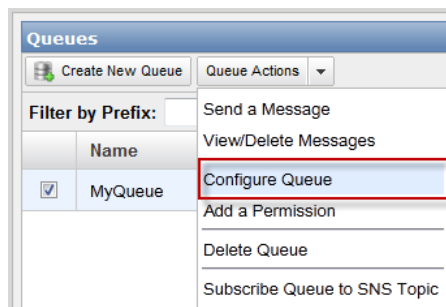 Queues
Create New Queue
Queue Actions
Filter by Prefix:
Send a Message
View/Delete Messages
Name
Configure Queue
MyQueue
Add a Permission
Delete Queue
Subscribe Queue to SNS Topic